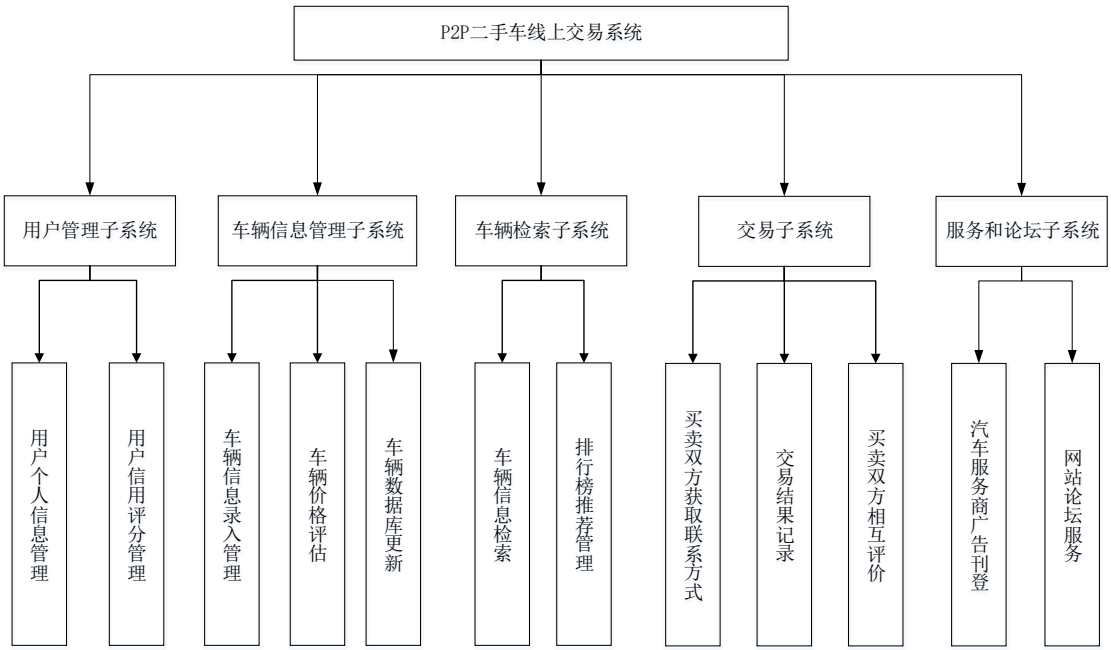 P2P二手车线上交易系统
用户管理子系统
车辆信息管理子系统
车辆检索子系统
交易子系统
服务和论坛子系统
用户个人信息管理
用户信用评分管理
车辆信息录入管理
车辆价格评估
车辆数据库更新
车辆信息检索
排行榜推荐管理
买卖双方获取联系方式
交易结果记录
买卖双方相互评价
汽车服务商广告刊登
网站论坛服务